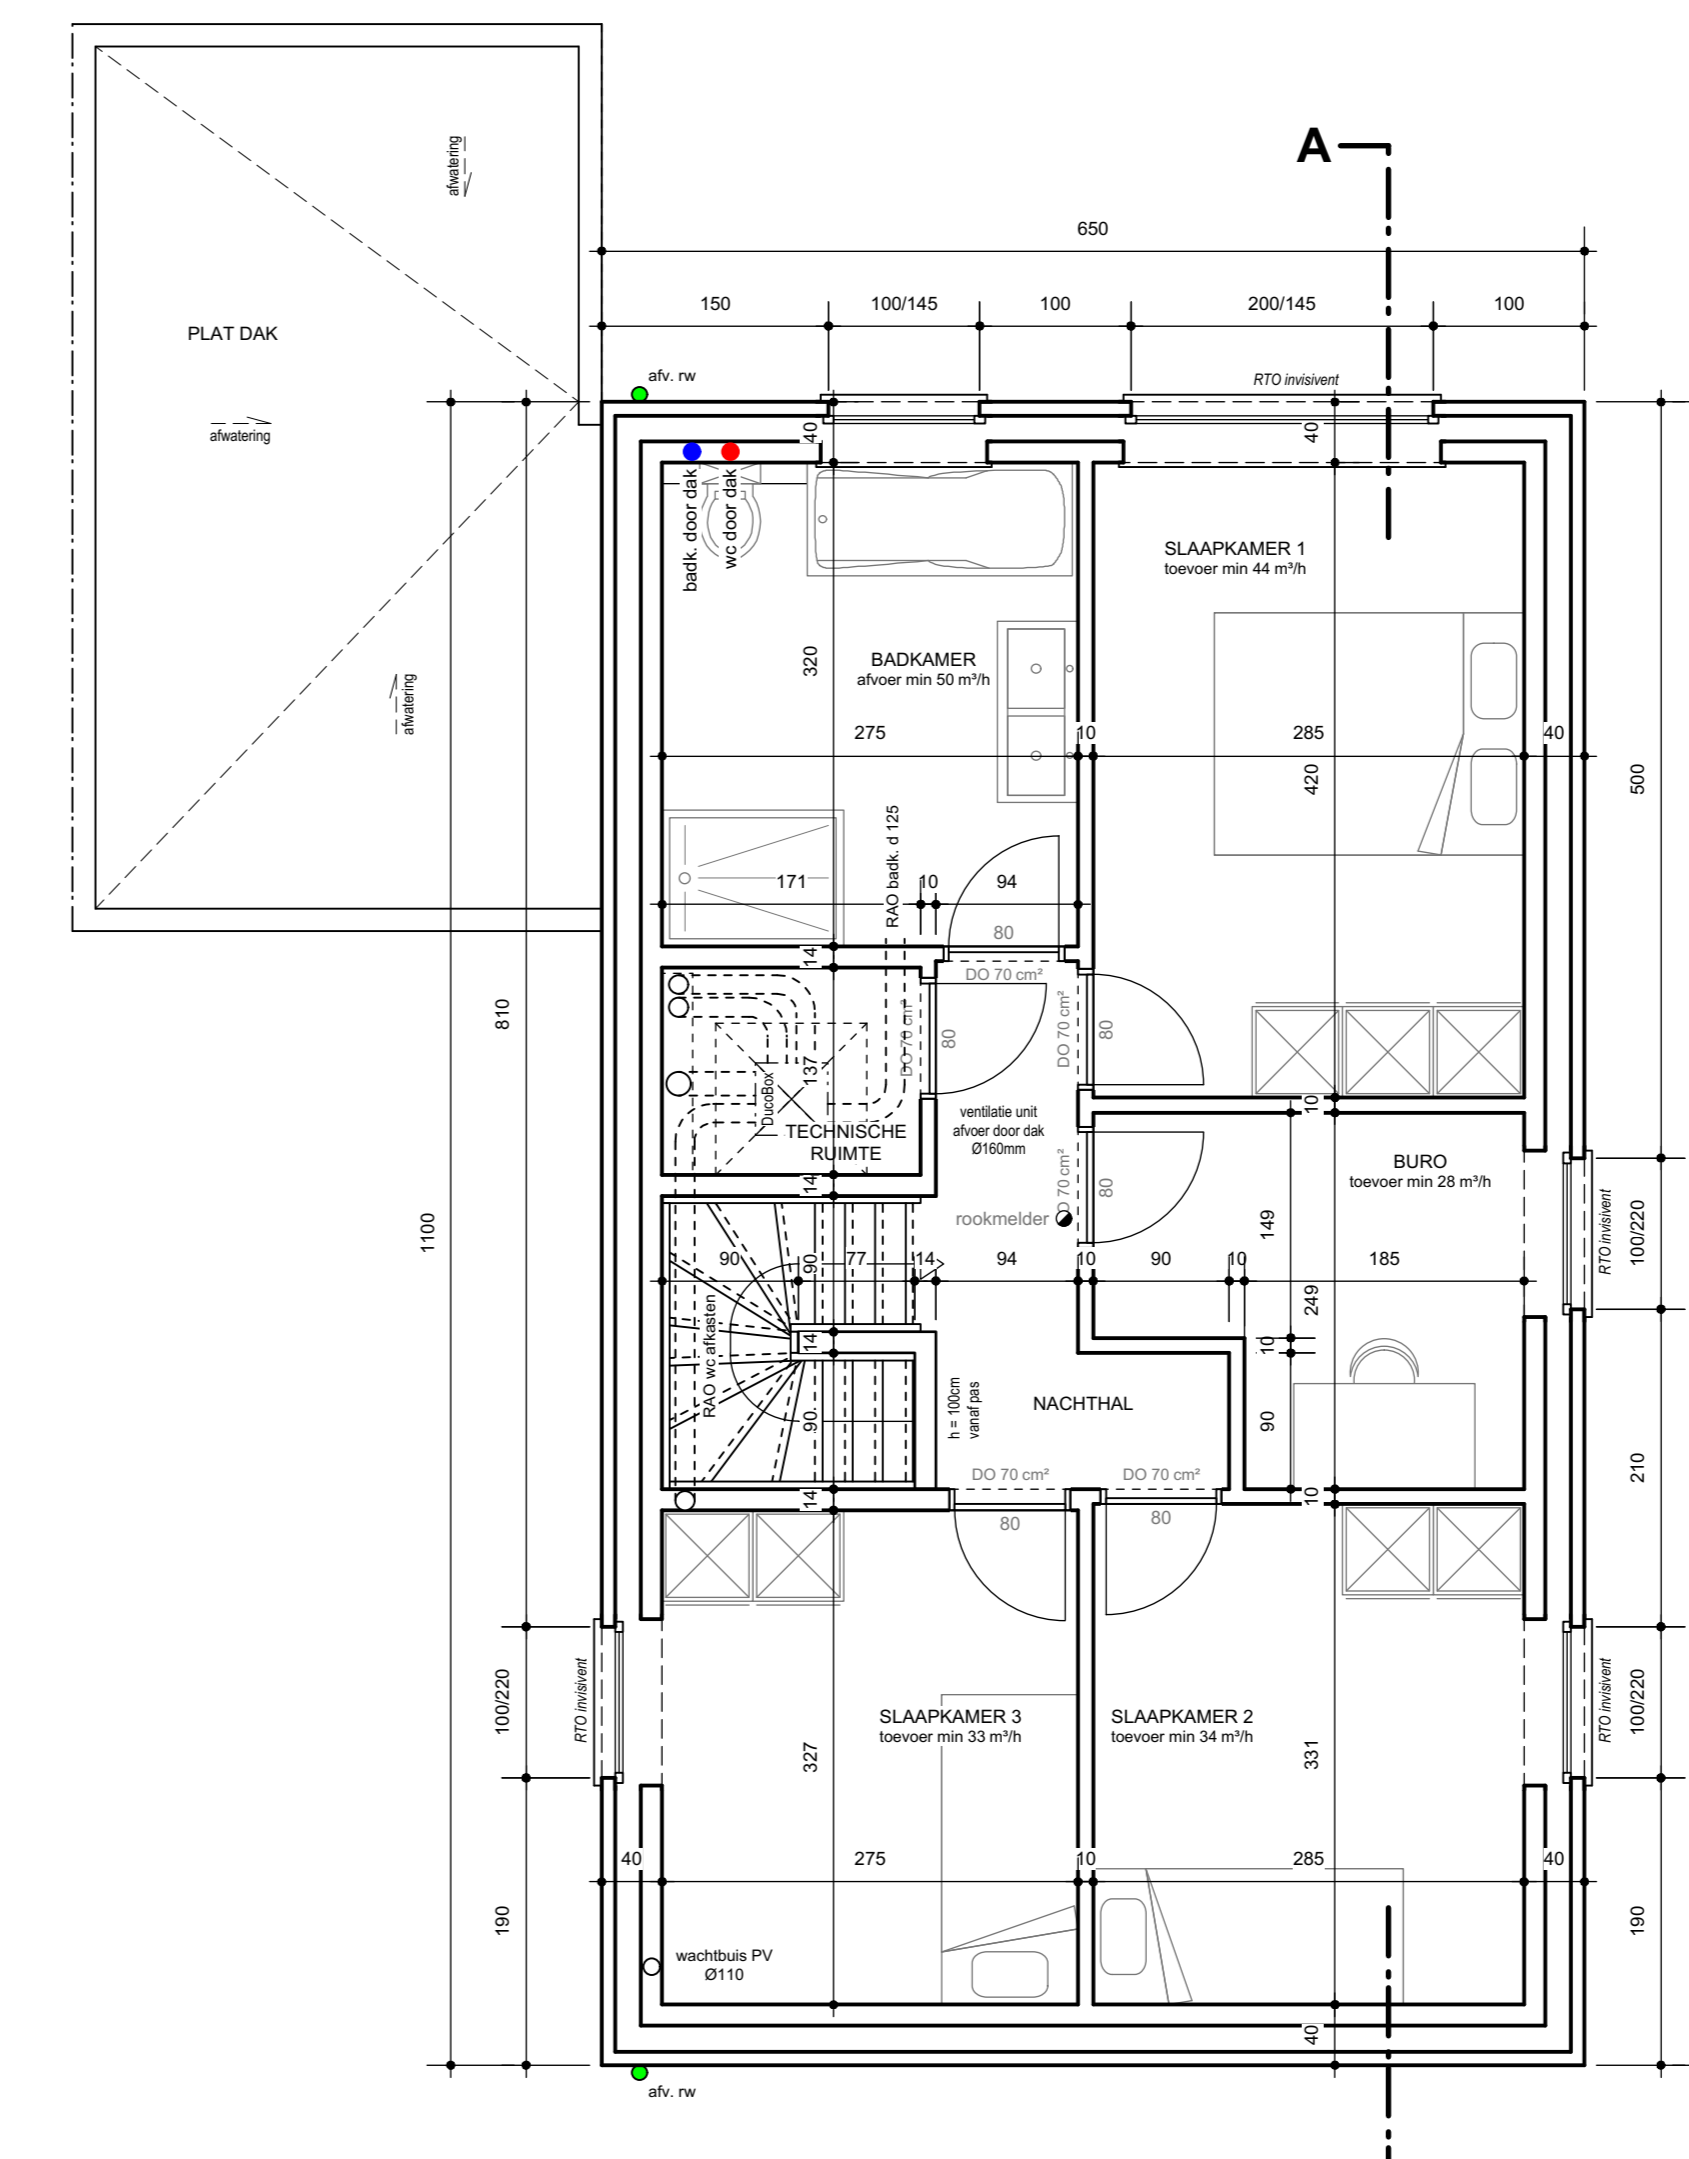 A
650
150
100/145
100
200/145
100
afwatering
PLAT DAK
afwatering
afwatering
afv. rw
RTO invisivent
40
40
badk. door dak
wc door dak
SLAAPKAMER 1
toevoer min 44 m³/h
BADKAMER
afvoer min 50 m³/h
320
275
10
285
40
420
500
RAO badk. d 125
171
10
94
80
DO 70 cm²
14
810
DO 70 cm²
80
DO 70 cm²
80
137
DucoBox
TECHNISCHE
RUIMTE
ventilatie unit
afvoer door dak
Ø160mm
10
14
DO 70 cm²
80
BURO
toevoer min 28 m³/h
rookmelder
1100
149
RTO invisivent
100/220
90
90
77
14
94
10
90
10
185
249
RAO wc afkasten
14
10
90
h = 100cm
vanaf pas
NACHTHAL
90
210
DO 70 cm²
DO 70 cm²
14
10
80
80
100/220
RTO invisivent
SLAAPKAMER 3
toevoer min 33 m³/h
SLAAPKAMER 2
toevoer min 34 m³/h
327
331
RTO invisivent
100/220
40
275
10
285
40
190
190
wachtbuis PV
Ø110
40
afv. rw